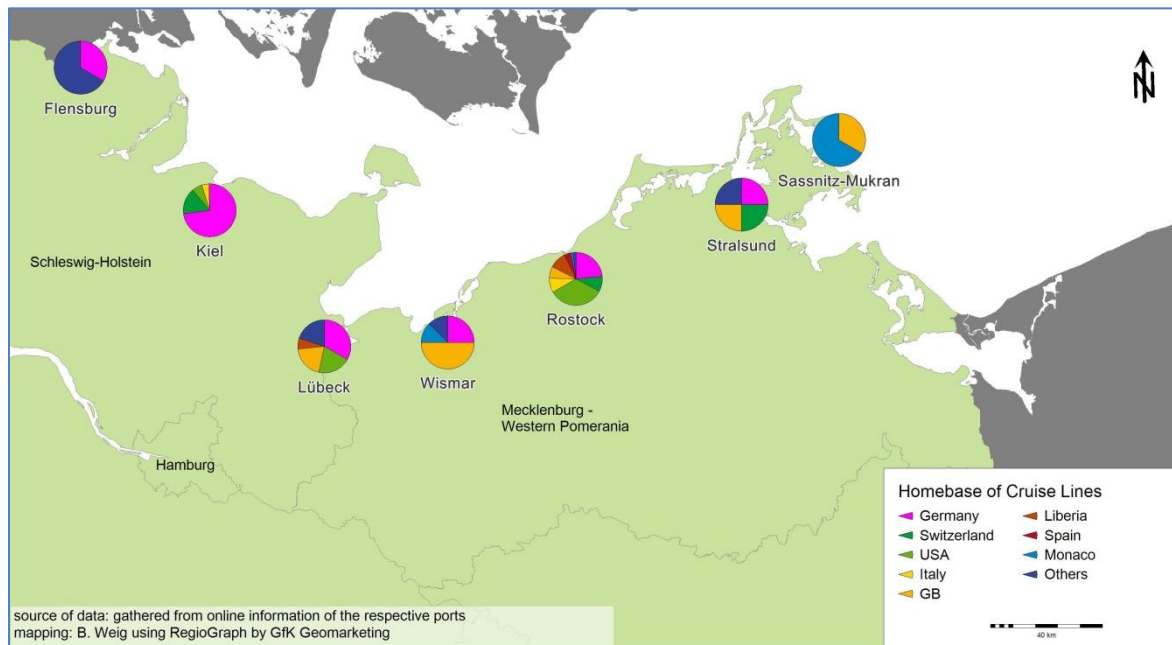 Flensburg
Sassnitz-Mukran
Kiel
Stralsund
Schleswig-Holstein
Rostock
Lübeck
Wismar
Mecklenburg -
Western Pomerania
Hamburg
N
Homebase of Cruise Lines
Germany
Switzerland
USA
Italy
GB
Liberia
Spain
Monaco
Others
40 km
source of data: gathered from online information of the respective ports
mapping: B. Weig using RegioGraph by GfK Geomarketing